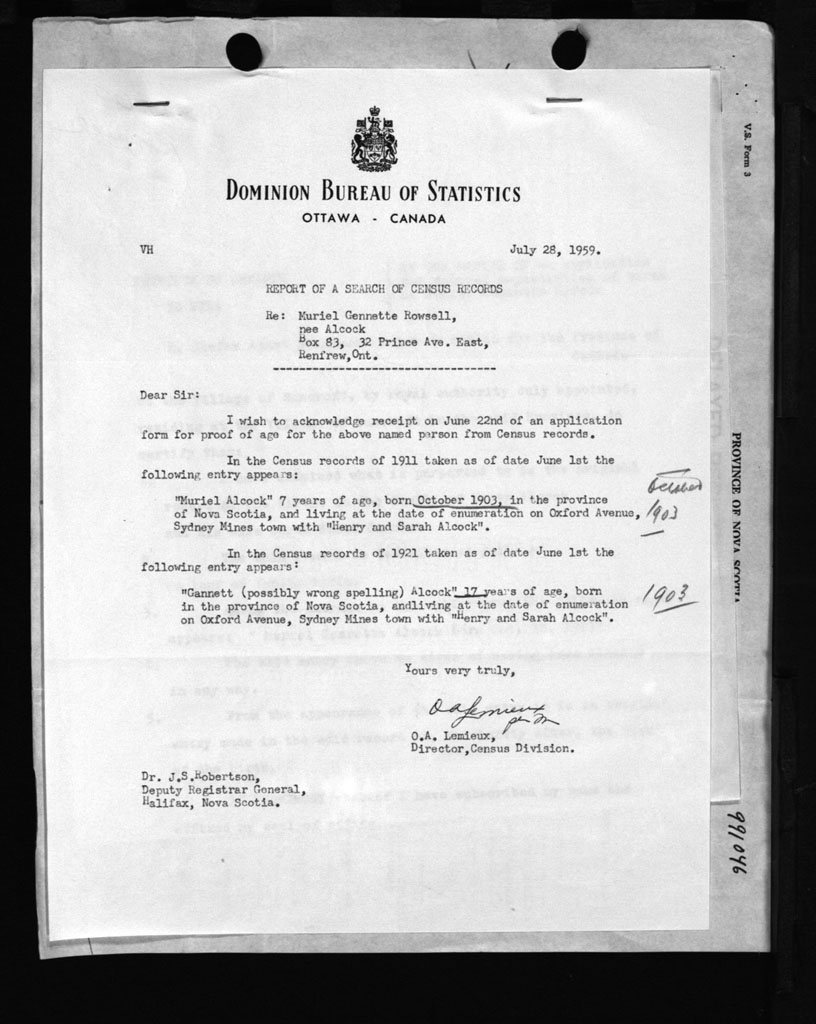 DOMINION BUREAU OF STATISTICS
OTTAWA - CANADA
VH
July 28, 1959.
REPORT OF A SEARCH OF CENSUS RECORDS
Re: Muriel Gennette Rowsell,
nee Alcock
Box 83, 32 Prince Ave. East,
Renfrew,Ont.
Dear Sir:
I wish to acknowledge receipt on June 22nd of an application
form for proof of age for the above named person from Census records.
In the Census records of 1911 taken as of date June 1st the
following entry appears:
"Muriel Alcock" 7 years of age, born October 1903, in the province
of Nova Scotia, and living at the date of enumeration on Oxford Avenue,
Sydney Mines town with "Henry and Sarah Alcock".
October
1903
In the Census records of 1921 taken as of date June 1st the
following entry appears:
"Gannett (possibly wrong spelling) Alcock" 17 years of age, born
in the province of Nova Scotia, andliving at the date of enumeration
on Oxford Avenue, Sydney Mines town with "Henry and Sarah Alcock".
1903
Yours very truly,
O A Lemieux
per
O.A. Lemieux,
Director,Census Division.
Dr. J.S.Robertson,
Deputy Registrar General,
Halifax, Nova Scotia.
V.S. Form 3
PROVINCE OF NOVA SCOTIA
991046